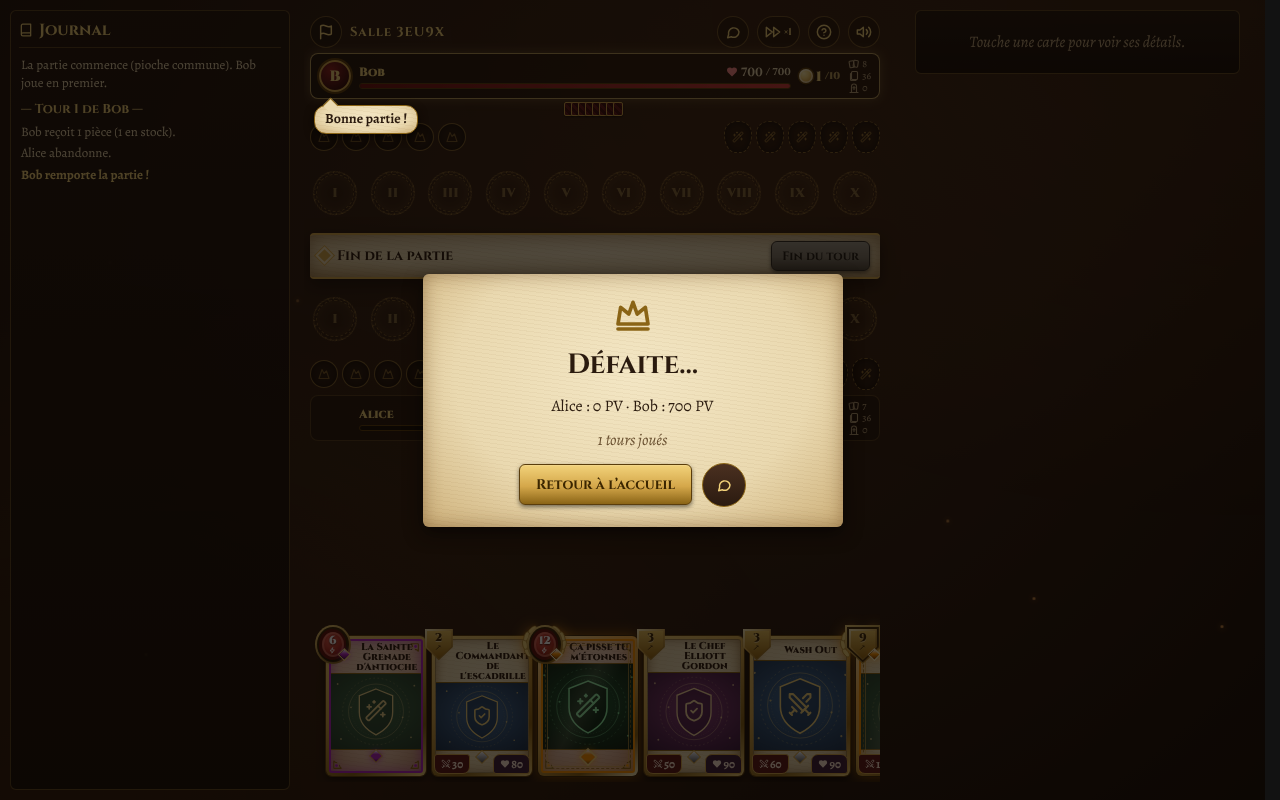 Journal
La partie commence (pioche commune). Bob
joue en premier.
— Tour 1 de Bob —
Bob reçoit 1 pièce (1 en stock).
Alice abandonne.
Bob remporte la partie !
Salle 3EU9X
×1
B
Bob
700 / 700
1 /10
8
36
0
Bonne partie !
I II III IV V VI VII VIII IX X
Fin de la partie
Fin du tour
I II X
Alice
7
36
0
Défaite...
Alice : 0 PV · Bob : 700 PV
1 tours joués
Retour à l'accueil
Touche une carte pour voir ses détails.
6
La Sainte
Grenade
d'Antioche
2
Le
Commandant
de
l'escadrille
30 80
12
Ça pisse tu
m'étonnes
3
Le Chef
Elliott
Gordon
50 90
3
Wash Out
60 90
9